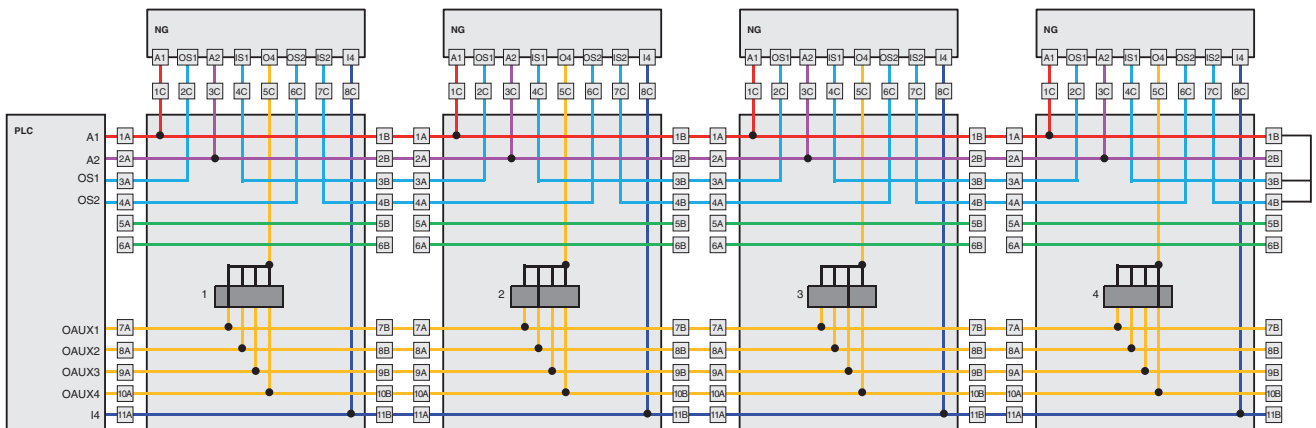 NG NG NG NG
A1 OS1 A2 IS1 O4 OS2 IS2 I4 A1 OS1 A2 IS1 O4 OS2 IS2 I4 A1 OS1 A2 IS1 O4 OS2 IS2 I4 A1 OS1 A2 IS1 O4 OS2 IS2 I4
1C 2C 3C 4C 5C 6C 7C 8C 1C 2C 3C 4C 5C 6C 7C 8C 1C 2C 3C 4C 5C 6C 7C 8C 1C 2C 3C 4C 5C 6C 7C 8C
PLC
A1 1A 1B 1A 1B 1A 1B 1A 1B
A2 2A 2B 2A 2B 2A 2B 2A 2B
OS1 3A 3B 3A 3B 3A 3B 3A 3B
OS2 4A 4B 4A 4B 4A 4B 4A 4B
5A 5B 5A 5B 5A 5B 5A 5B
6A 6B 6A 6B 6A 6B 6A 6B
1 2 3 4
OAUX1 7A 7B 7A 7B 7A 7B 7A 7B
OAUX2 8A 8B 8A 8B 8A 8B 8A 8B
OAUX3 9A 9B 9A 9B 9A 9B 9A 9B
OAUX4 10A 10B 10A 10B 10A 10B 10A 10B
I4 11A 11B 11A 11B 11A 11B 11A 11B